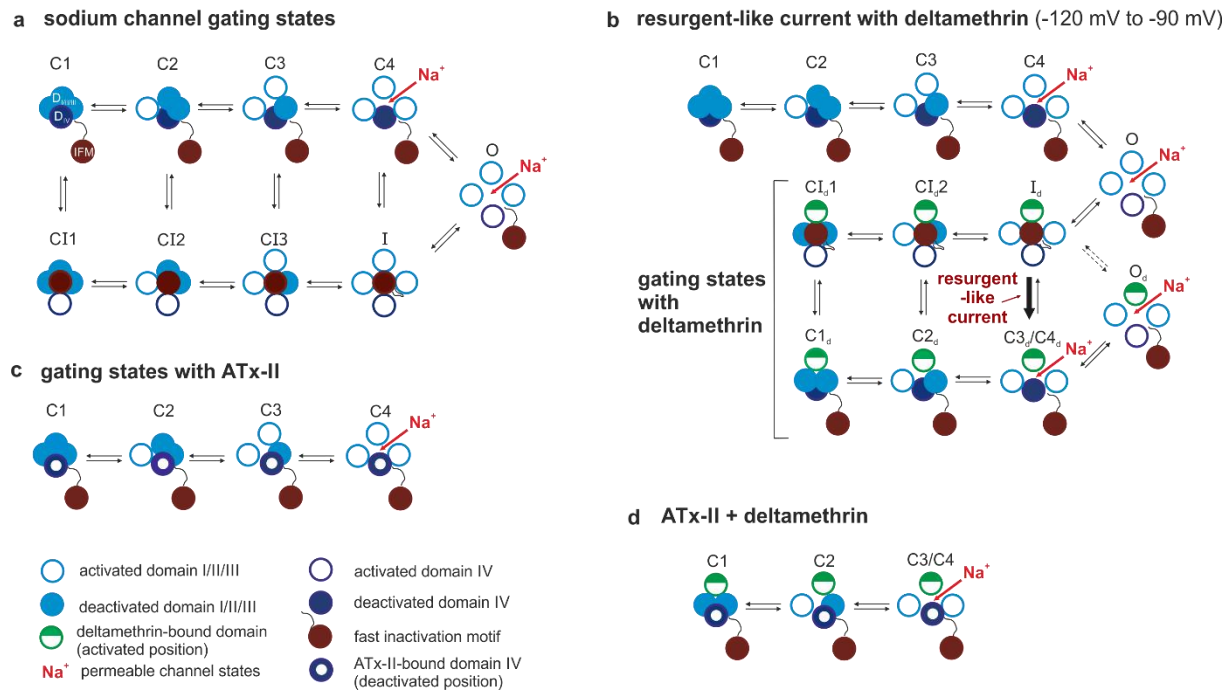 a sodium channel gating states
C1 C2 C3 C4
Na+
DI/II/III
DIV
IFM
O
Na+
CI1 CI2 CI3 I
b resurgent-like current with deltamethrin (-120 mV to -90 mV)
C1 C2 C3 C4
Na+
O
Na+
CId1 CId2 Id
gating states
with
deltamethrin
resurgent
-like
current
Od
Na+
C1d C2d C3d/C4d
Na+
c gating states with ATx-II
C1 C2 C3 C4
Na+
activated domain I/II/III
deactivated domain I/II/III
deltamethrin-bound domain
(activated position)
Na+ permeable channel states
activated domain IV
deactivated domain IV
fast inactivation motif
ATx-II-bound domain IV
(deactivated position)
d ATx-II + deltamethrin
C1 C2 C3/C4
Na+